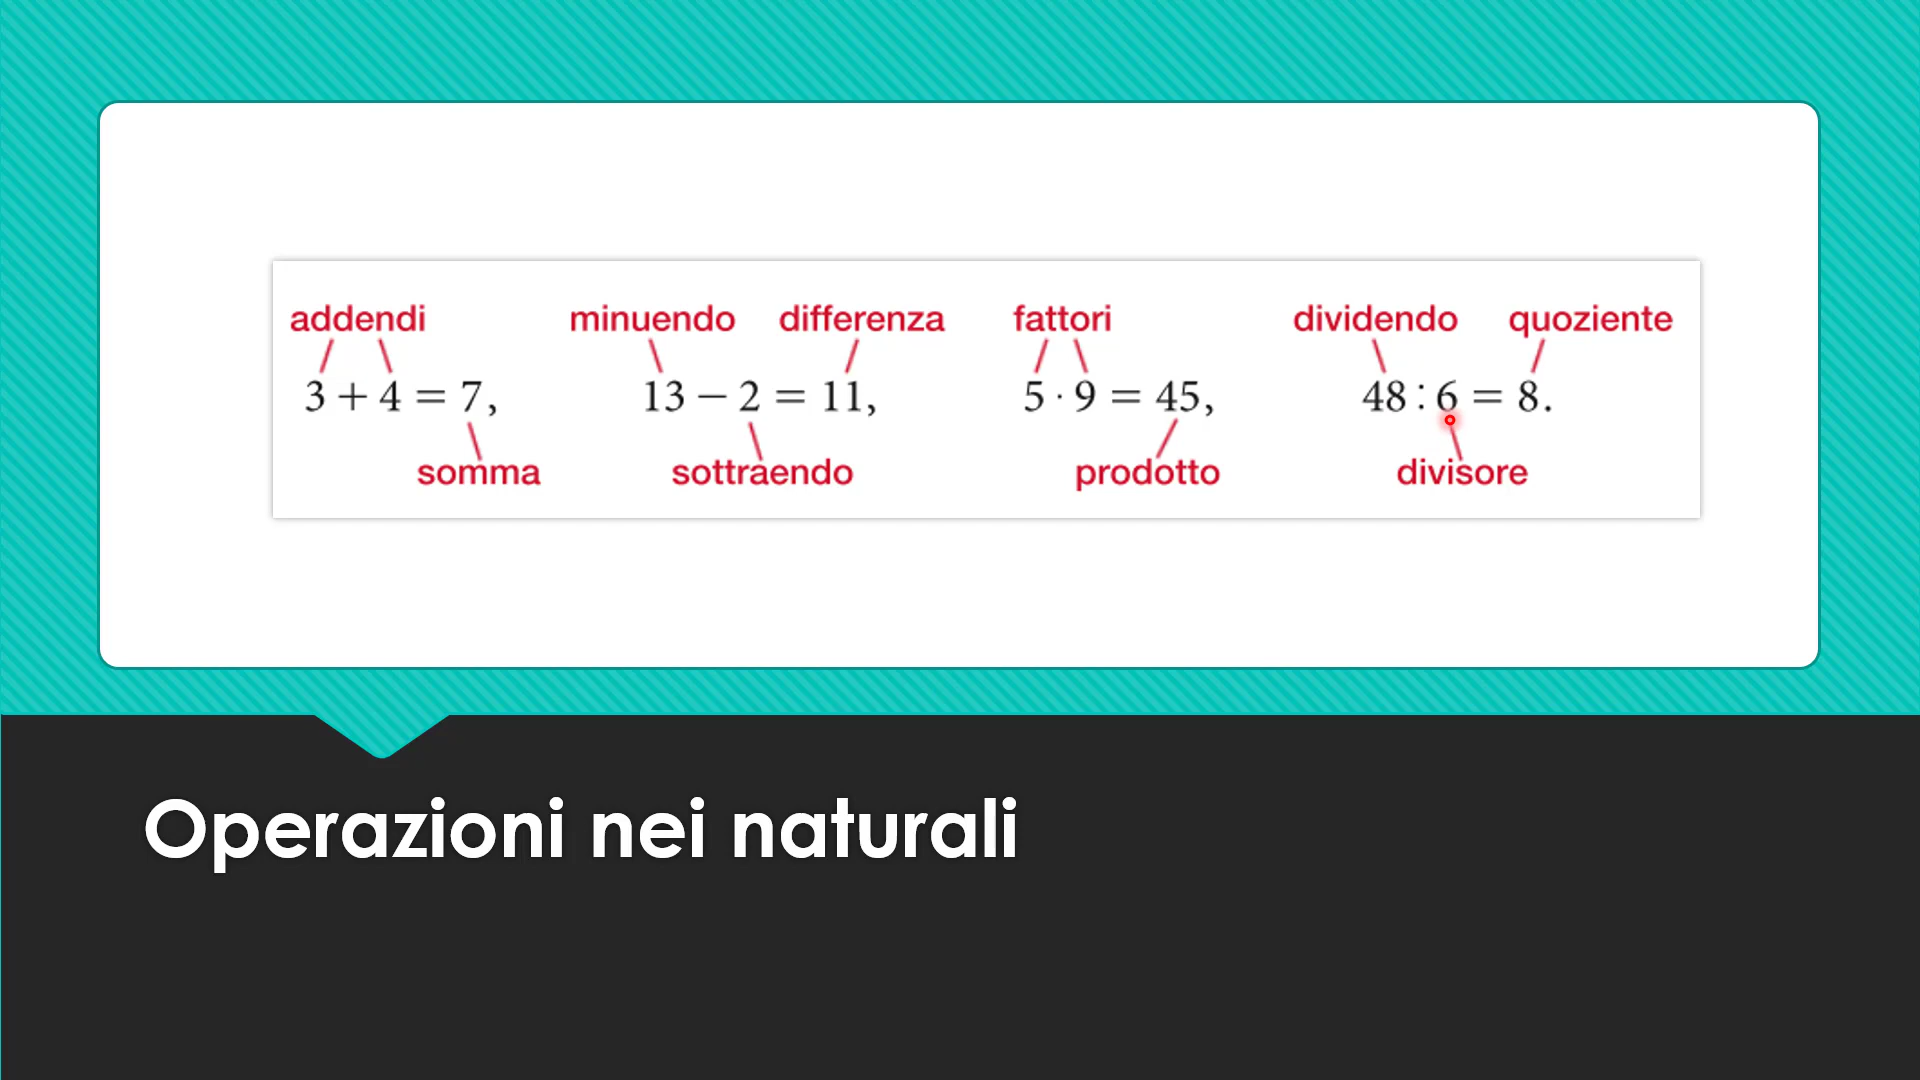 addendi minuendo differenza fattori dividendo quoziente
3 + 4 = 7, 13 − 2 = 11, 5 · 9 = 45, 48 : 6 = 8.
somma sottraendo prodotto divisore
Operazioni nei naturali